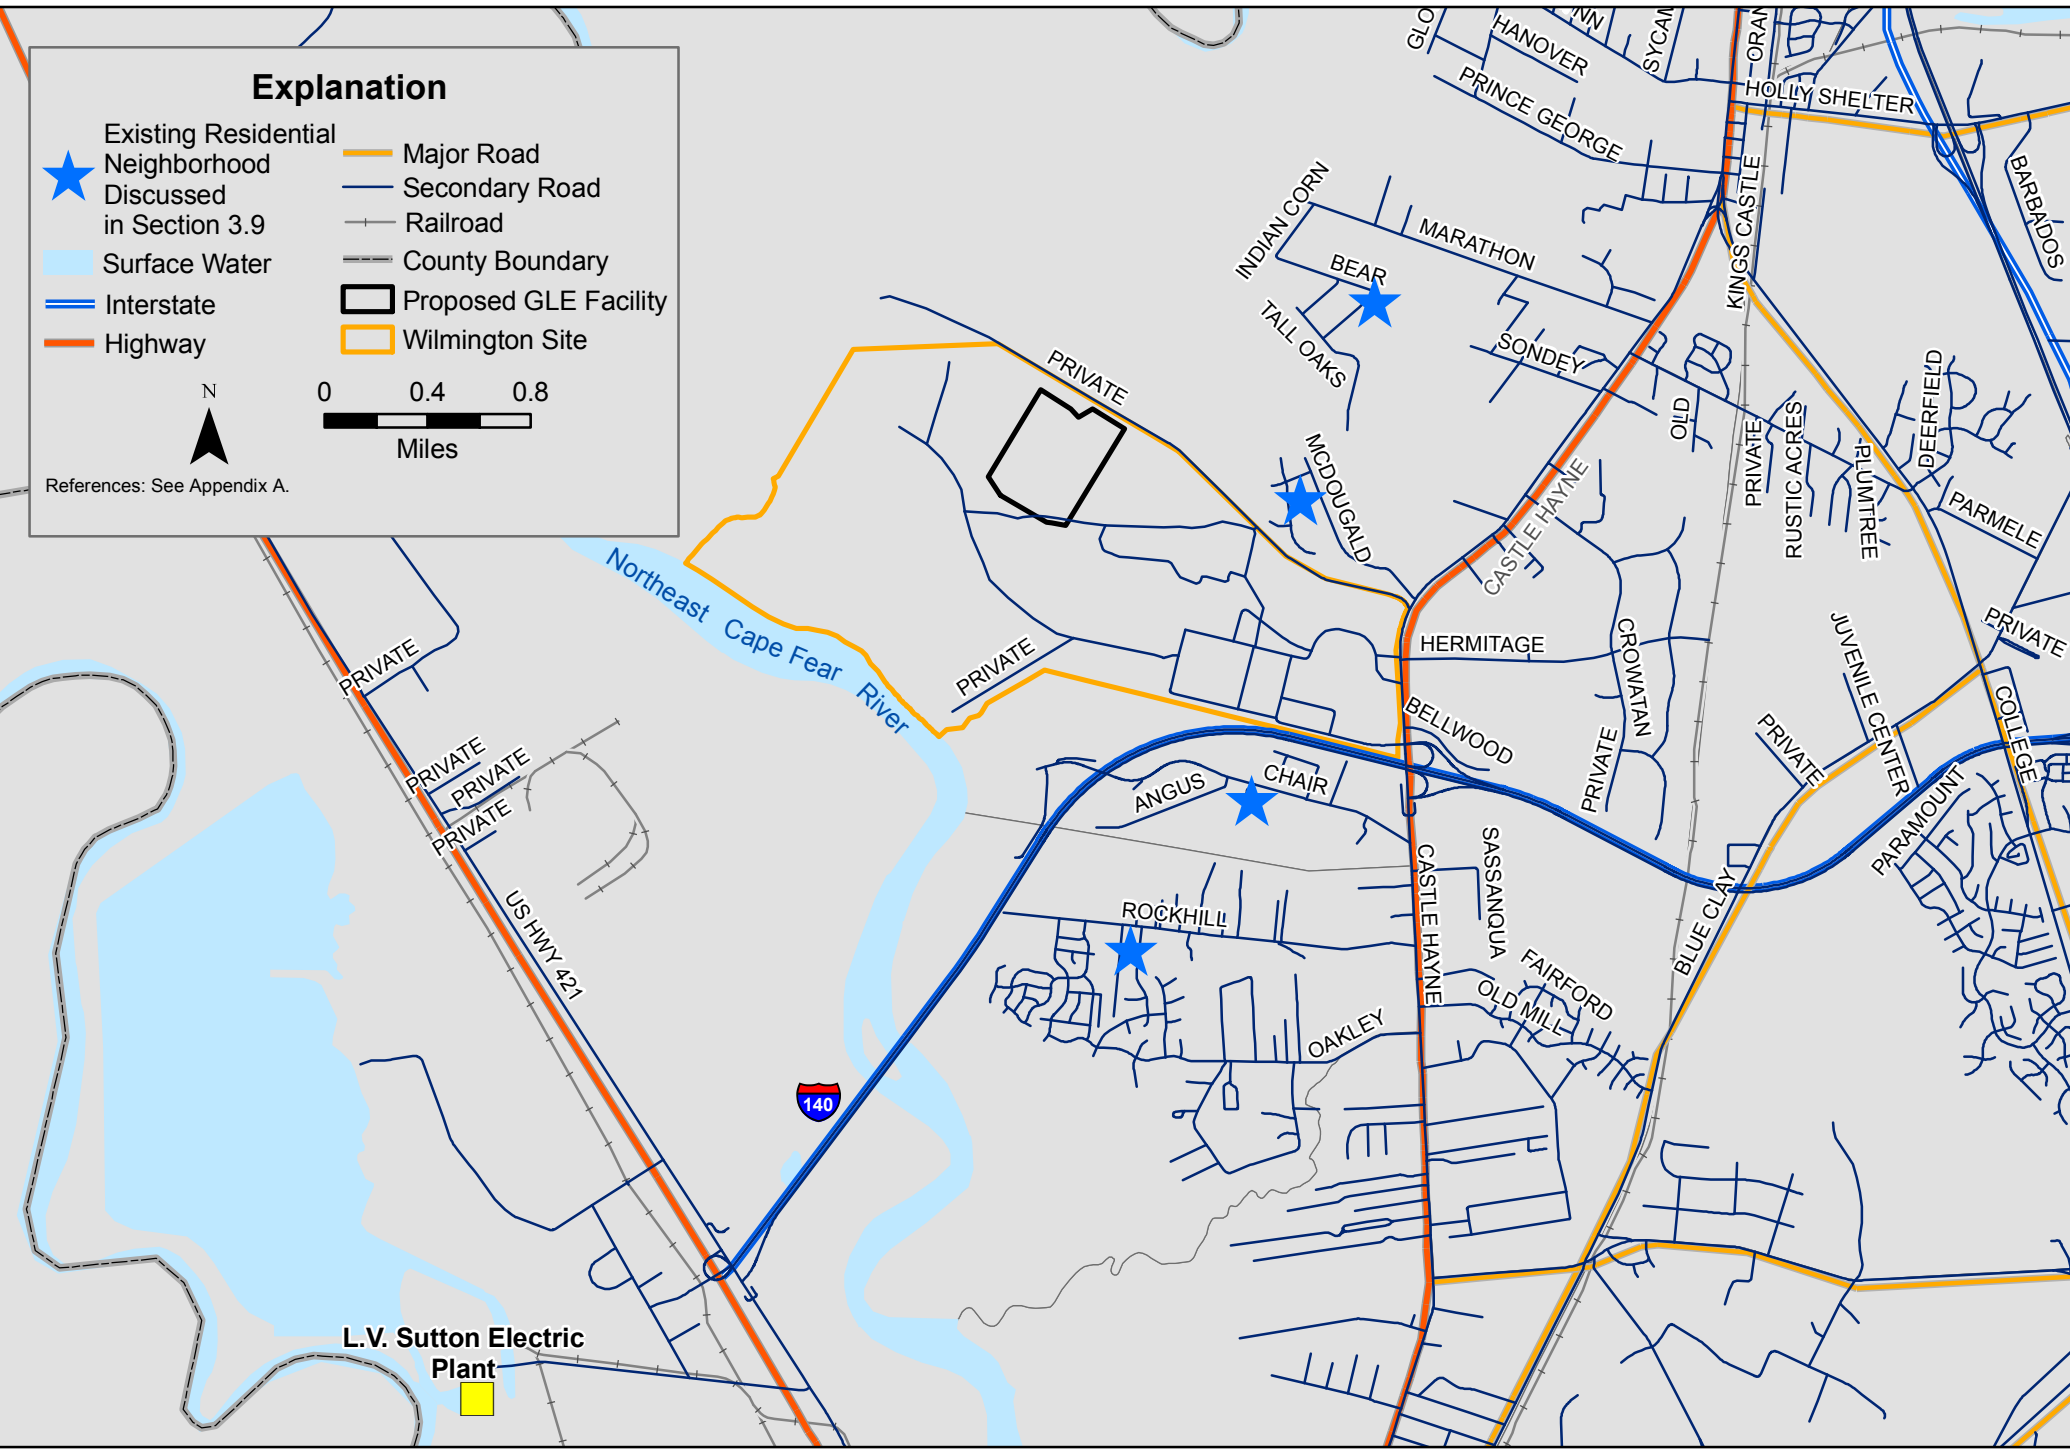 Explanation
Existing Residential
Neighborhood
Discussed
in Section 3.9
Surface Water
Interstate
Highway
Major Road
Secondary Road
Railroad
County Boundary
Proposed GLE Facility
Wilmington Site
N
0 0.4 0.8
Miles
References: See Appendix A.
GLO
HANOVER
NN
SYCAM
ORAN
PRINCE GEORGE
HOLLY SHELTER
BARBADOS
KINGS CASTLE
INDIAN CORN
MARATHON
BEAR
TALL OAKS
SONDEY
PRIVATE
MCDOUGALD
CASTLE HAYNE
OLD
PRIVATE
RUSTIC ACRES
PLUMTREE
DEERFIELD
PARMELE
PRIVATE
JUVENILE CENTER
COLLEGE
PRIVATE
PARAMOUNT
HERMITAGE
CROWATAN
BELLWOOD
PRIVATE
PRIVATE
Northeast Cape Fear River
PRIVATE
PRIVATE
PRIVATE
PRIVATE
US HWY 421
ANGUS
CHAIR
CASTLE HAYNE
SASSANQUA
BLUE CLAY
ROCKHILL
FAIRFORD
OLD MILL
OAKLEY
140
L.V. Sutton Electric
Plant